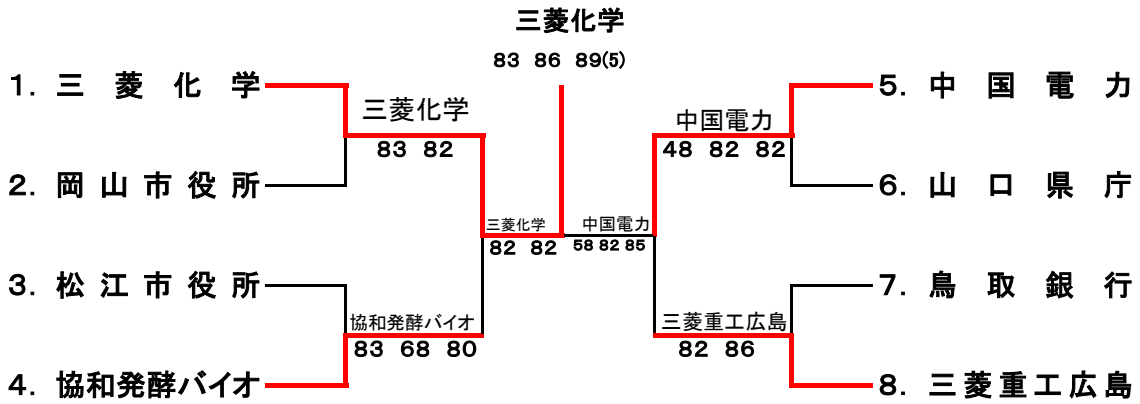 三菱化学
83 86 89(5)
1. 三菱化学
5. 中国電力
三菱化学
中国電力
83 82
48 82 82
2. 岡山市役所
6. 山口県庁
三菱化学
中国電力
82 82
58 82 85
3. 松江市役所
7. 鳥取銀行
協和発酵バイオ
三菱重工広島
83 68 80
82 86
4. 協和発酵バイオ
8. 三菱重工広島